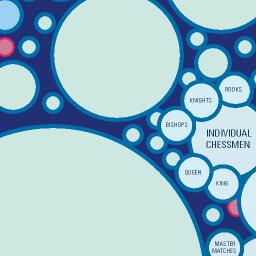 ROOKS
KNIGHTS
BISHOPS
INDIVIDUAL
CHESSMEN
QUEEN
KING
MASTER
MATCHES